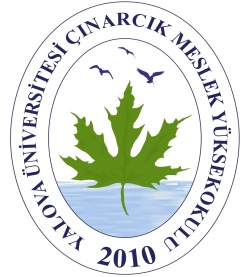 YALOVA ÜNİVERSİTESİ ÇINARCIK MESLEK YÜKSEKOKULU
2010